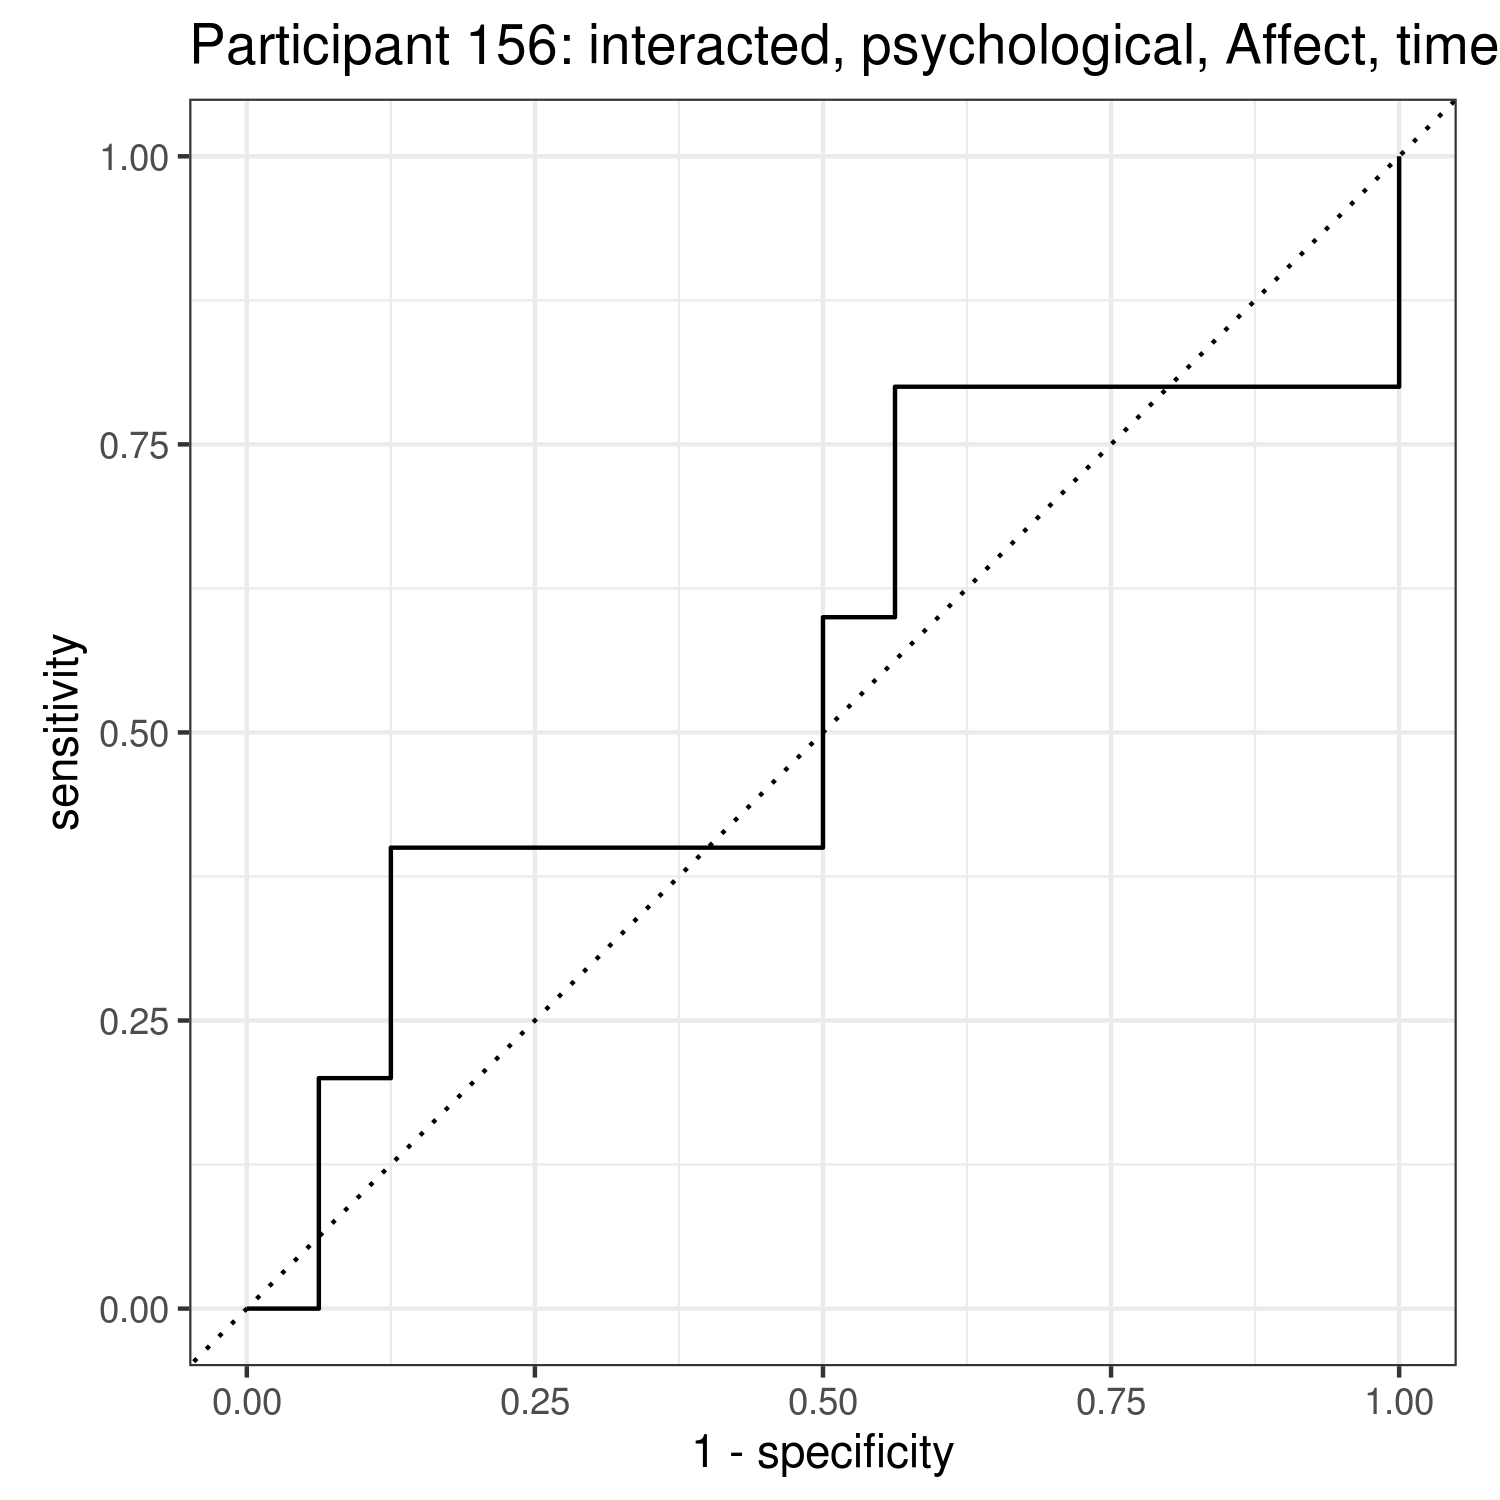 Participant 156: interacted, psychological, Affect, time
1.00
0.75
0.50
0.25
0.00
sensitivity
0.00 0.25 0.50 0.75 1.00
1 - specificity